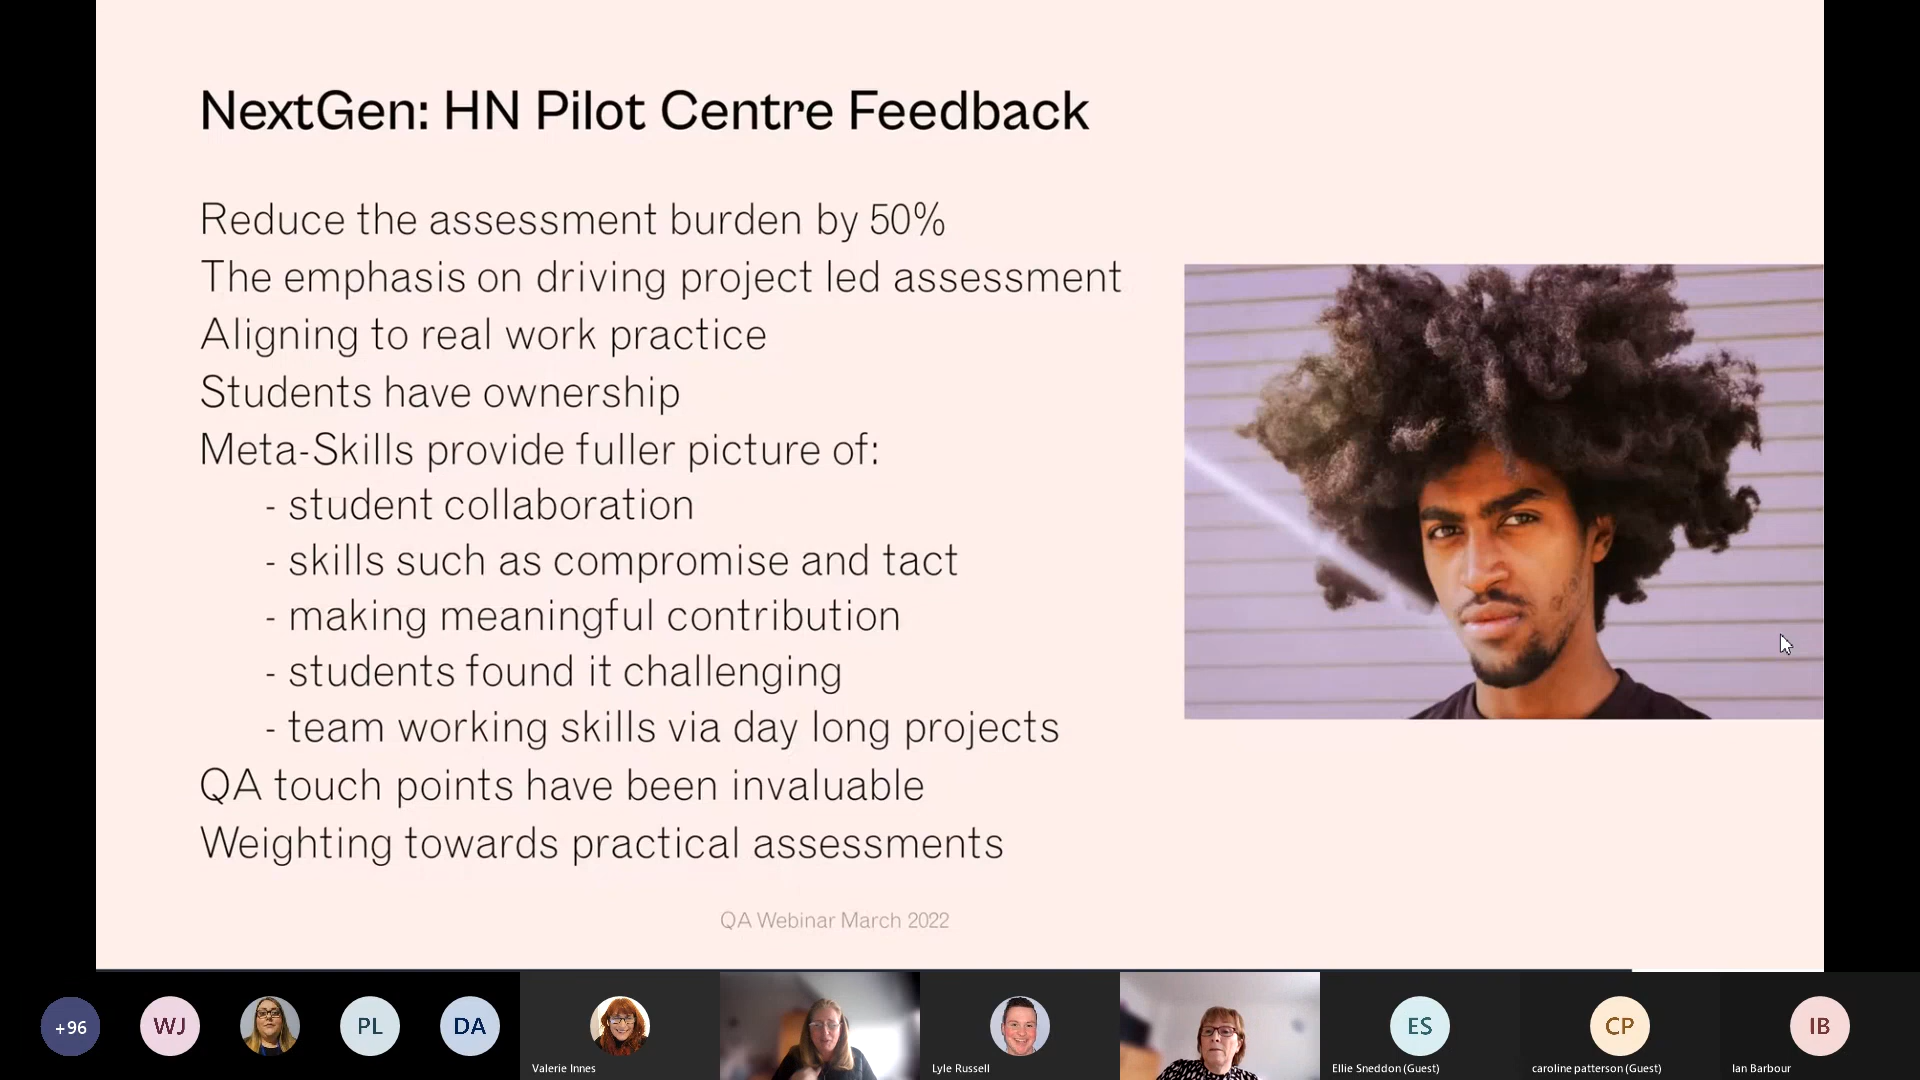 NextGen: HN Pilot Centre Feedback
Reduce the assessment burden by 50%
The emphasis on driving project led assessment
Aligning to real work practice
Students have ownership
Meta-Skills provide fuller picture of:
- student collaboration
- skills such as compromise and tact
- making meaningful contribution
- students found it challenging
- team working skills via day long projects
QA touch points have been invaluable
Weighting towards practical assessments
QA Webinar March 2022
+96
WJ
PL
DA
Valerie Innes
Lyle Russell
ES
Ellie Sneddon (Guest)
CP
caroline patterson (Guest)
IB
Ian Barbour